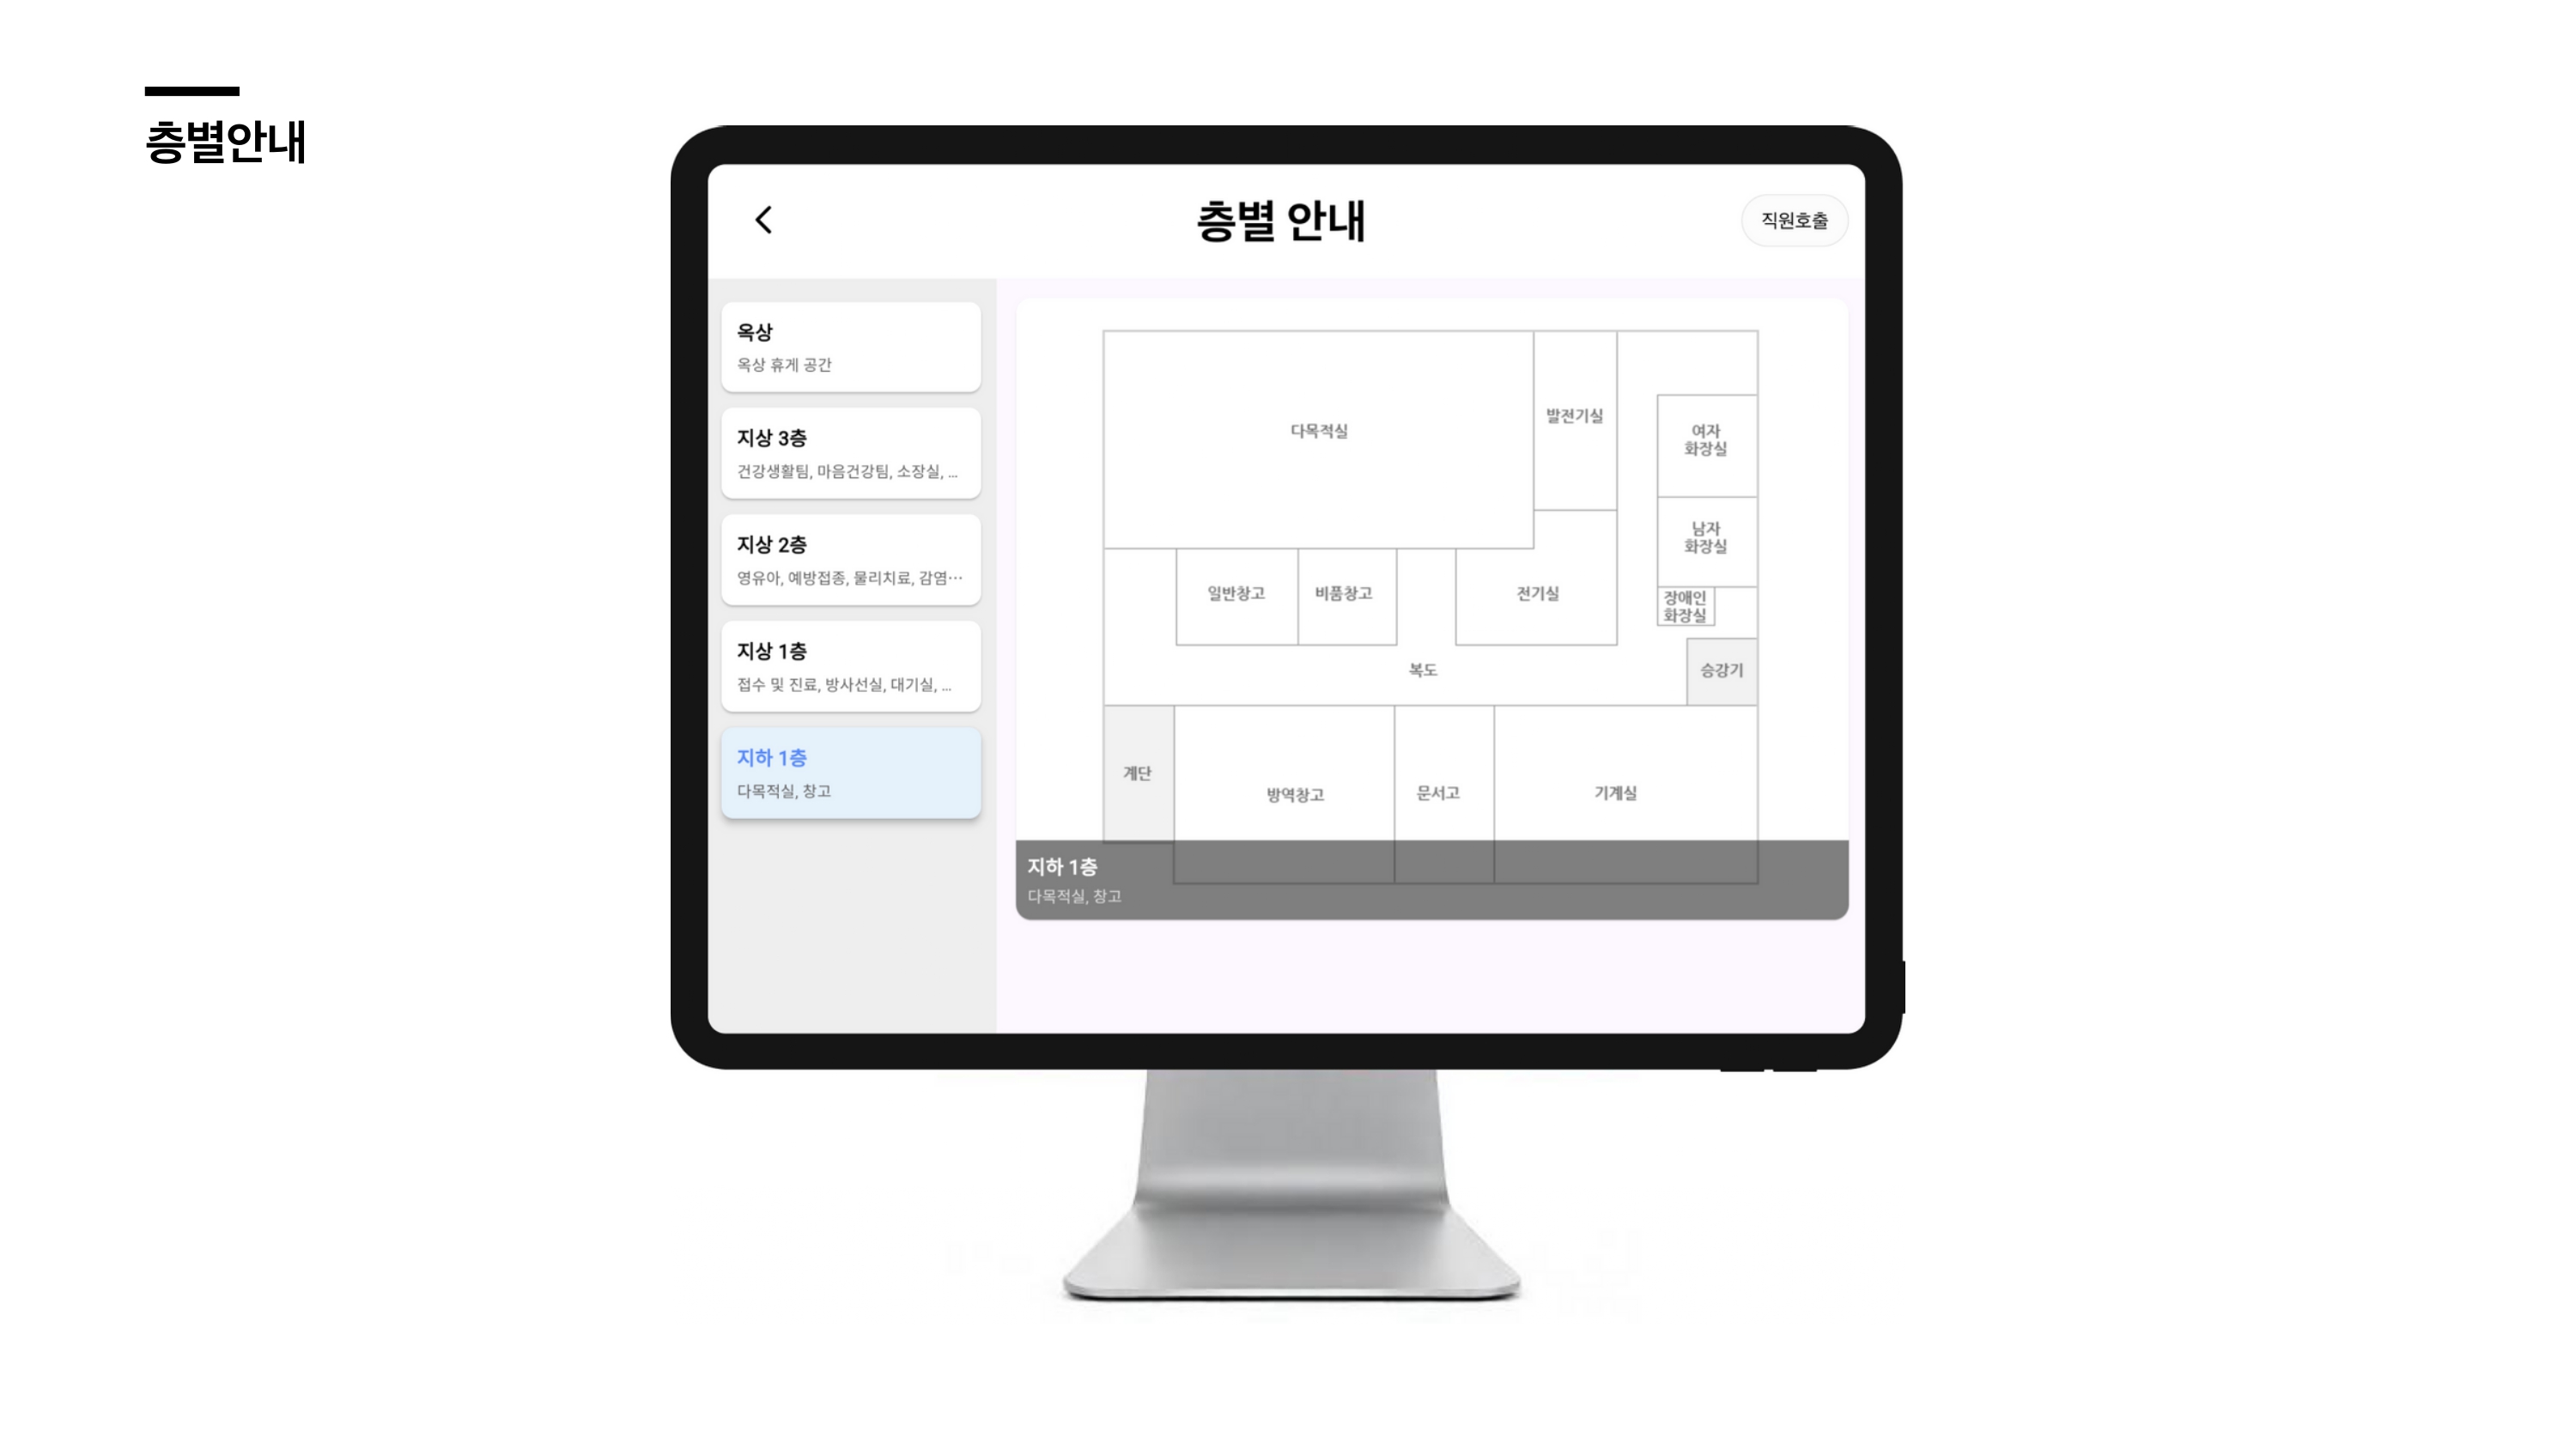 층별안내
층별 안내
직원호출
옥상
옥상 휴게 공간
지상 3층
건강생활팀, 마음건강팀, 소장실, ...
지상 2층
영유아, 예방접종, 물리치료, 감염…
지상 1층
접수 및 진료, 방사선실, 대기실, ...
지하 1층
다목적실, 창고
다목적실
발전기실
여자
화장실
남자
화장실
일반창고
비품창고
전기실
장애인
화장실
복도
승강기
계단
방역창고
문서고
기계실
지하 1층
다목적실, 창고